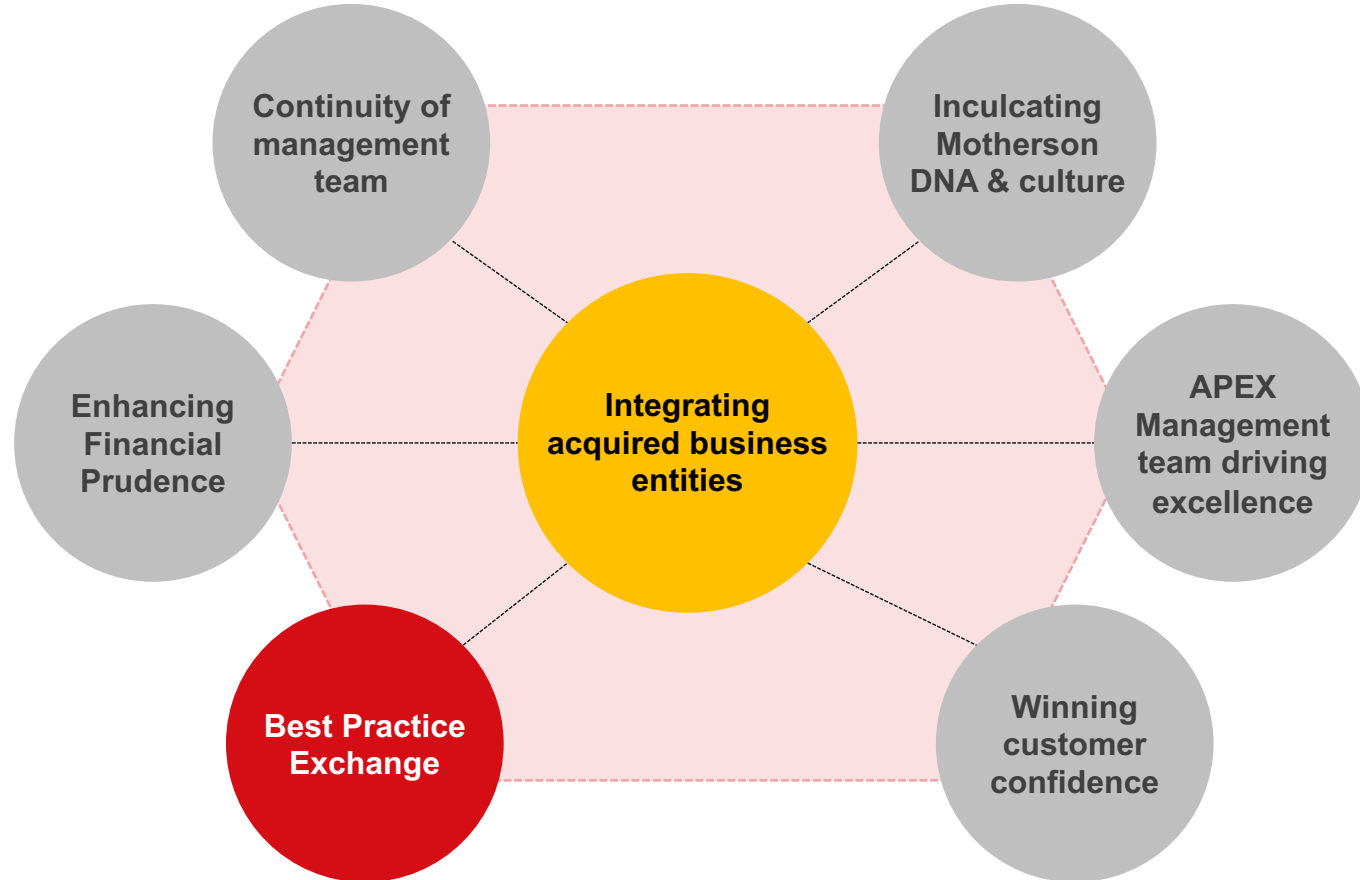 Continuity of
management
team
Inculcating
Motherson
DNA & culture
Enhancing
Financial
Prudence
Integrating
acquired business
entities
APEX
Management
team driving
excellence
Best Practice
Exchange
Winning
customer
confidence